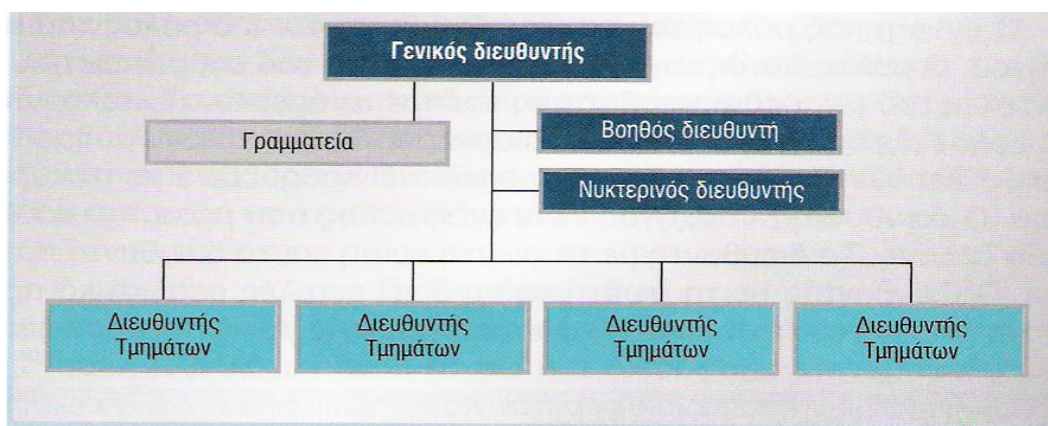 Γενικός διευθυντής
Γραμματεία
Βοηθός διευθυντή
Νυκτερινός διευθυντής
Διευθυντής
Τμημάτων
Διευθυντής
Τμημάτων
Διευθυντής
Τμημάτων
Διευθυντής
Τμημάτων